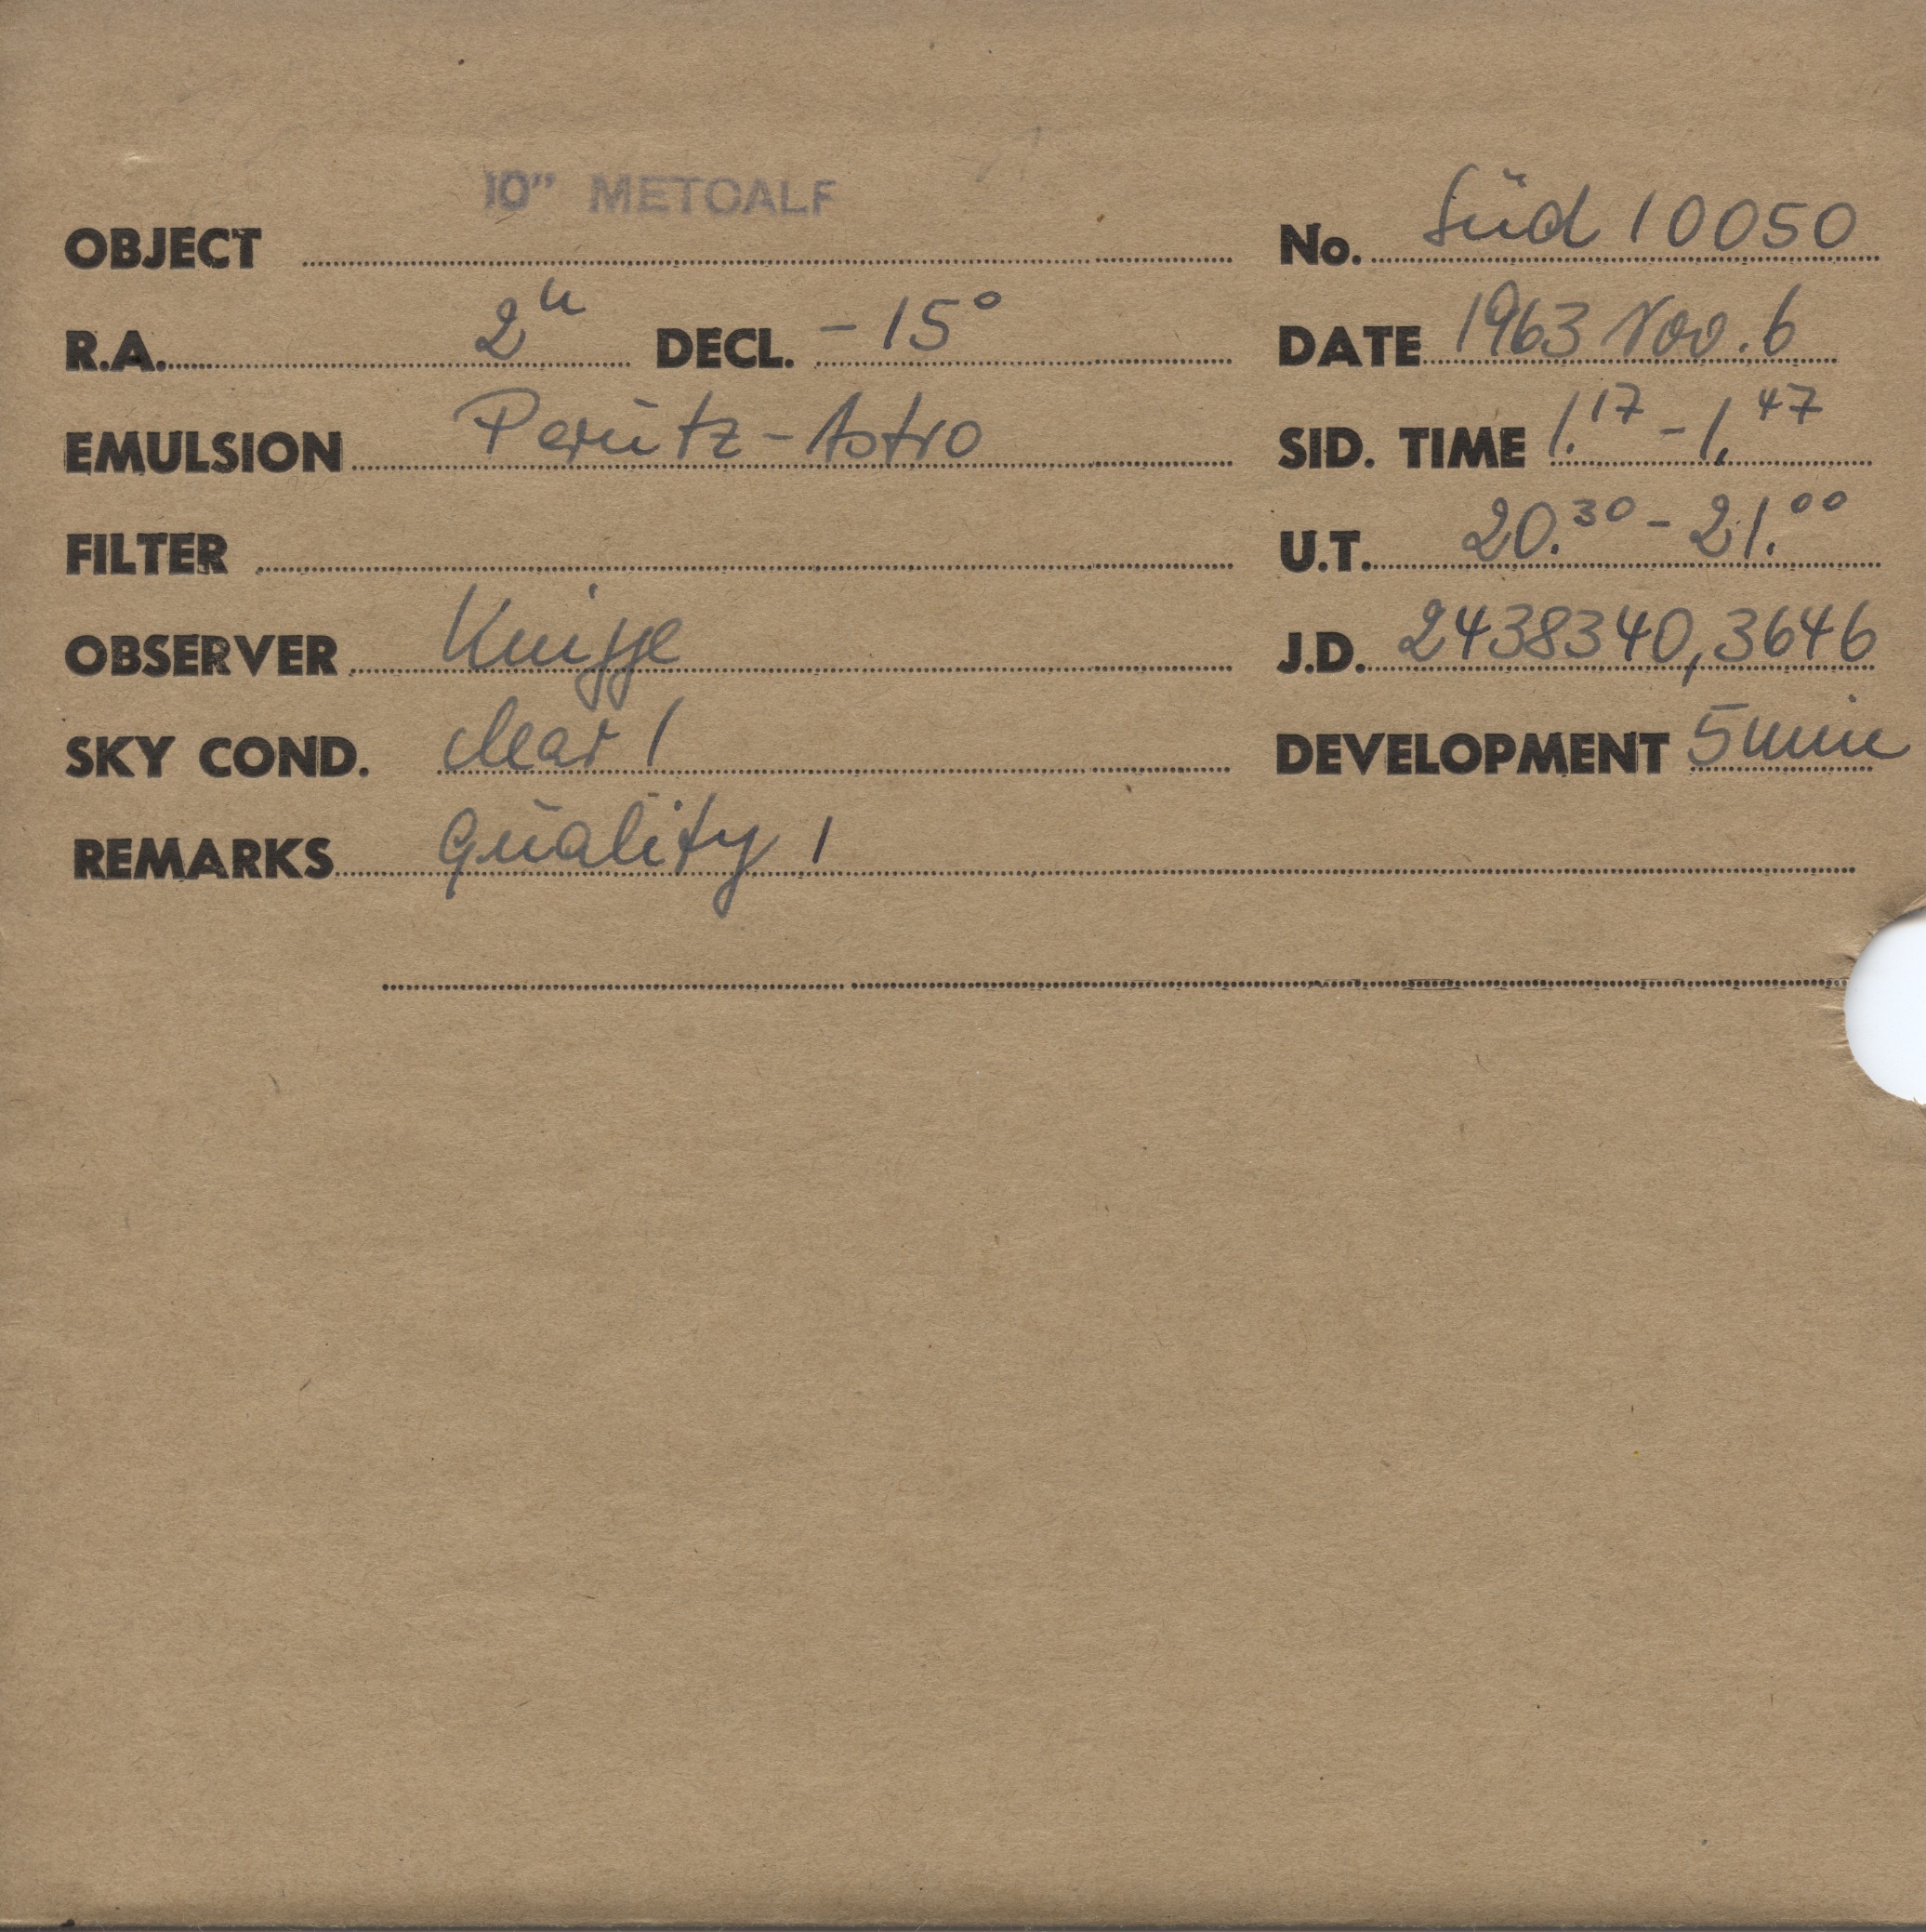 10" METCALF
OBJECT No. Süd 10050
R.A. 2h DECL. -15° DATE 1963 Nov. 6
EMULSION Perutz-Astro SID. TIME 1.17 - 1.47
FILTER U.T. 20.30 - 21.00
OBSERVER Knigge J.D. 2438340,3646
SKY COND. clear 1 DEVELOPMENT 5 min
REMARKS quality 1